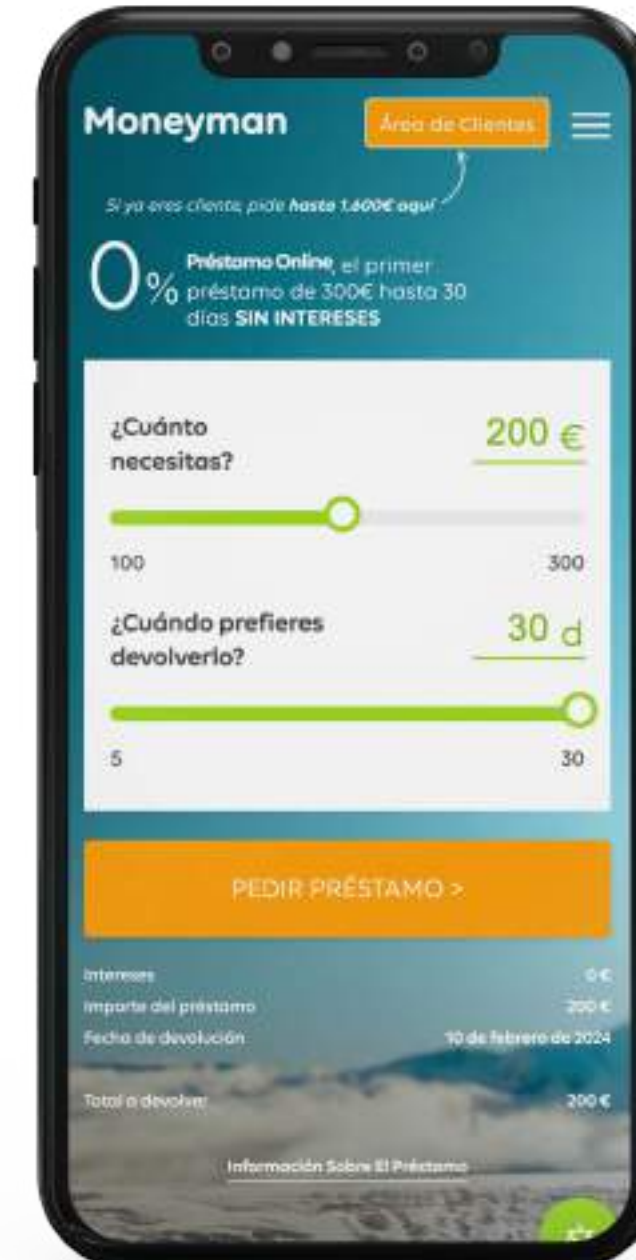 Moneyman
Área de Clientes
Si ya eres cliente, pide hasta 1.600€ aquí
0% Préstamo Online, el primer
préstamo de 300€ hasta 30
días SIN INTERESES
¿Cuánto
necesitas?
200 €
100
300
¿Cuándo prefieres
devolverlo?
30 d
5
30
PEDIR PRÉSTAMO >
Intereses 0 €
Importe del préstamo 200 €
Fecha de devolución 10 de febrero de 2024
Total a devolver 200 €
Información Sobre El Préstamo